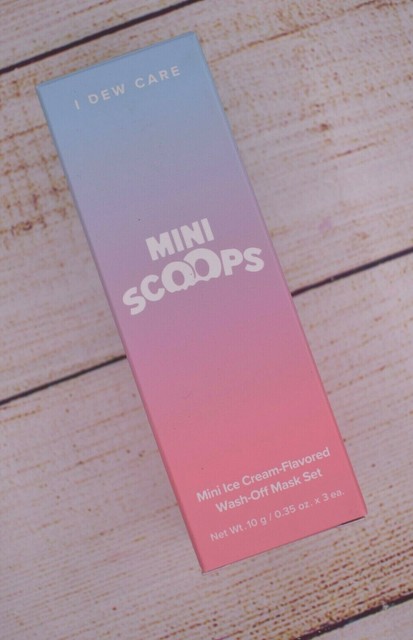 I DEW CARE
MINI
SCOOPS
Mini Ice Cream-Flavored
Wash-Off Mask Set
Net Wt. 10 g / 0.35 oz. x 3 ea.